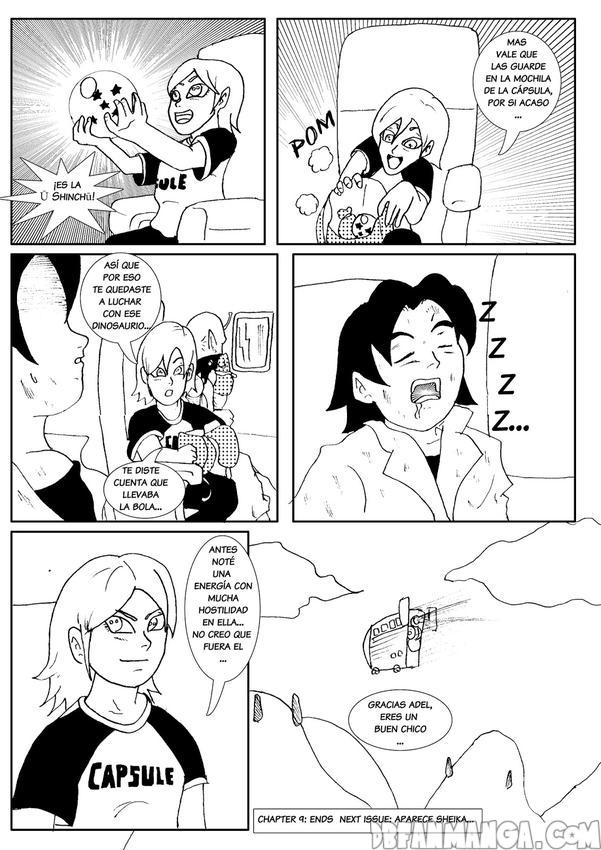 ¡ES LA
Ū SHINCHŪ!
PSULE
MAS
VALE QUE
LAS GUARDE
EN LA MOCHILA
DE LA CÁPSULA,
POR SI ACASO
...
POM
ASÍ QUE
POR ESO
TE QUEDASTE
A LUCHAR
CON ESE
DINOSAURIO...
CAPSU
TE DISTE
CUENTA QUE
LLEVABA
LA BOLA...
Z
Z
Z
Z...
ANTES
NOTÉ
UNA
ENERGÍA CON
MUCHA
HOSTILIDAD
EN ELLA...
NO CREO QUE
FUERA EL
...
CAPSULE
GRACIAS ADEL,
ERES UN
BUEN CHICO
...
CHAPTER 9: ENDS NEXT ISSUE: APARECE SHEIKA...
DBFANMANGA.COM